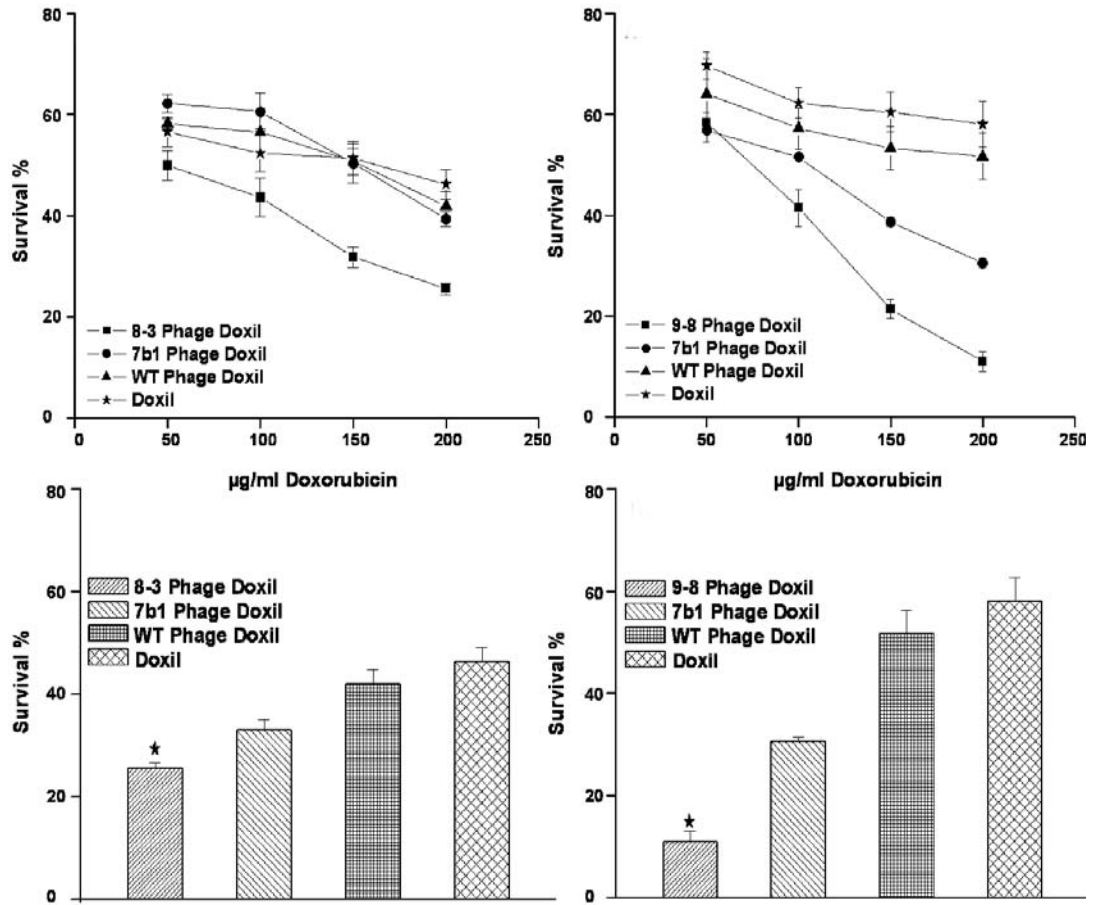 80
60
40
20
0
Survival %
8-3 Phage Doxil
7b1 Phage Doxil
WT Phage Doxil
Doxil
0 50 100 150 200 250
µg/ml Doxorubicin
80
60
40
20
0
Survival %
9-8 Phage Doxil
7b1 Phage Doxil
WT Phage Doxil
Doxil
0 50 100 150 200 250
µg/ml Doxorubicin
80
60
40
20
0
Survival %
8-3 Phage Doxil
7b1 Phage Doxil
WT Phage Doxil
Doxil
80
60
40
20
0
Survival %
9-8 Phage Doxil
7b1 Phage Doxil
WT Phage Doxil
Doxil